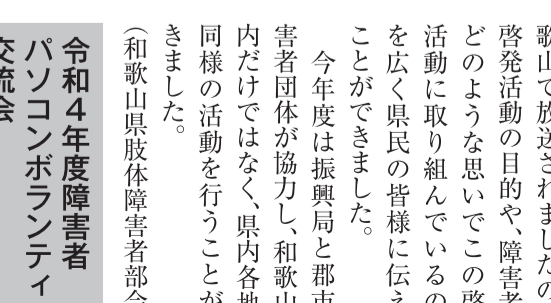 歌山で放送されましたの
啓発活動の目的や、障害者
どのような思いでこの啓
活動に取り組んでいるの
を広く県民の皆様に伝え
ことができました。
今年度は振興局と郡市
害者団体が協力し、和歌山
内だけではなく、県内各地
同様の活動を行うことが
きました。
（和歌山県肢体障害者部会
令和４年度障害者
パソコンボランティ
交流会